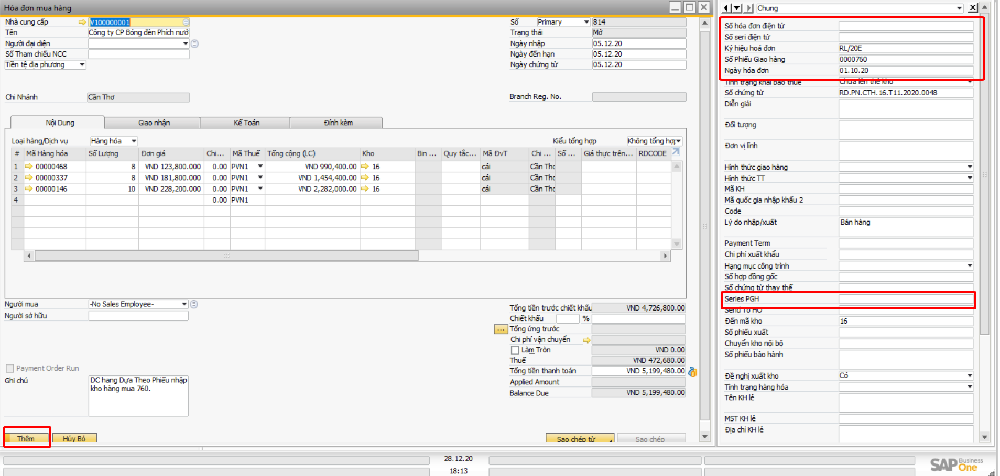 Hóa đơn mua hàng
Nhà cung cấp V100000001
Tên Công ty CP Bóng đèn Phích nướ
Người đại diện
Số Tham chiếu NCC
Tiền tệ địa phương
Số Primary 814
Trạng thái Mở
Ngày nhập 05.12.20
Ngày đến hạn 05.12.20
Ngày chứng từ 05.12.20
Chi Nhánh Cần Thơ
Branch Reg. No.
Nội Dung Giao nhận Kế Toán Đính kèm
Loại hàng/Dịch vụ Hàng hóa Kiểu tổng hợp Không tổng hợp
# Mã Hàng hóa Số Lượng Đơn giá Chi... Mã Thuế Tổng cộng (LC) Kho Bin ... Quy tắc... Mã ĐvT Chi ... Số ... Giá thực trên... RDCODE
1 00000468 8 VND 123,800.000 0.00 PVN1 VND 990,400.00 16 cái Cần Thơ
2 00000337 8 VND 181,800.000 0.00 PVN1 VND 1,454,400.00 16 cái Cần Thơ
3 00000146 10 VND 228,200.000 0.00 PVN1 VND 2,282,000.00 16 cái Cần Thơ
4 0.00 PVN1
Người mua -No Sales Employee-
Người sở hữu
Tổng tiền trước chiết khấu VND 4,726,800.00
Chiết khấu %
... Tổng ứng trước
Chi phí vận chuyển
Làm Tròn VND 0.00
Thuế VND 472,680.00
Tổng tiền thanh toán VND 5,199,480.00
Applied Amount
Balance Due VND 5,199,480.00
Payment Order Run
Ghi chú DC hang Dựa Theo Phiếu nhập
kho hàng mua 760.
Thêm Hủy Bỏ Sao chép từ Sao chép
Chung X
Số hóa đơn điện tử
Số seri điện tử
Ký hiệu hoá đơn RL/20E
Số Phiếu Giao hàng 0000760
Ngày hóa đơn 01.10.20
Tình trạng khai báo thuế Chưa lên thẻ kho
Số chứng từ RD.PN.CTH.16.T11.2020.0048
Diễn giải
Đối tượng
Đơn vị lĩnh
Hình thức giao hàng
Hình thức TT
Mã KH
Mã quốc gia nhập khẩu 2
Code
Lý do nhập/xuất Bán hàng
Payment Term
Chi phí xuất khẩu
Hạng mục công trình
Số hợp đồng gốc
Số chứng từ thay thế
Series PGH
Send To HO
Đến mã kho 16
Số phiếu xuất
Chuyển kho nội bộ
Số phiếu bảo hành
Đề nghị xuất kho Có
Tình trạng hàng hóa
Tên KH lẻ
MST KH lẻ
Địa chỉ KH lẻ
28.12.20
18:13
SAP Business One